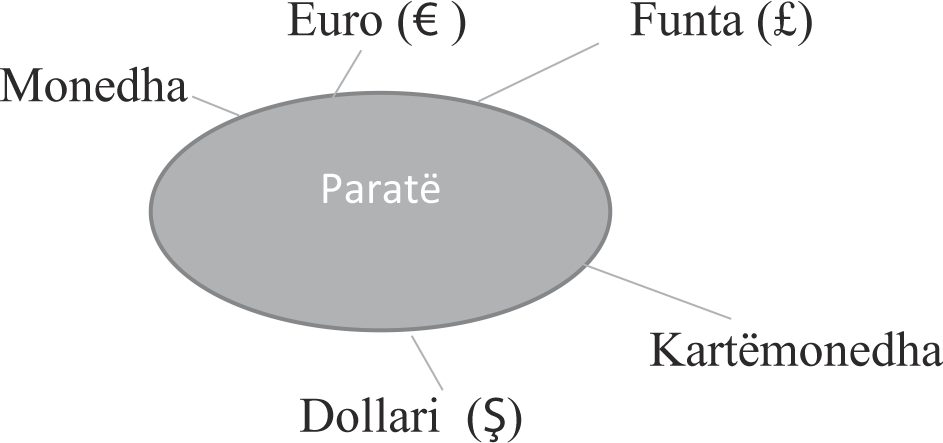 Euro (€ )
Funta (£)
Monedha
Paratë
Kartëmonedha
Dollari (Ş)